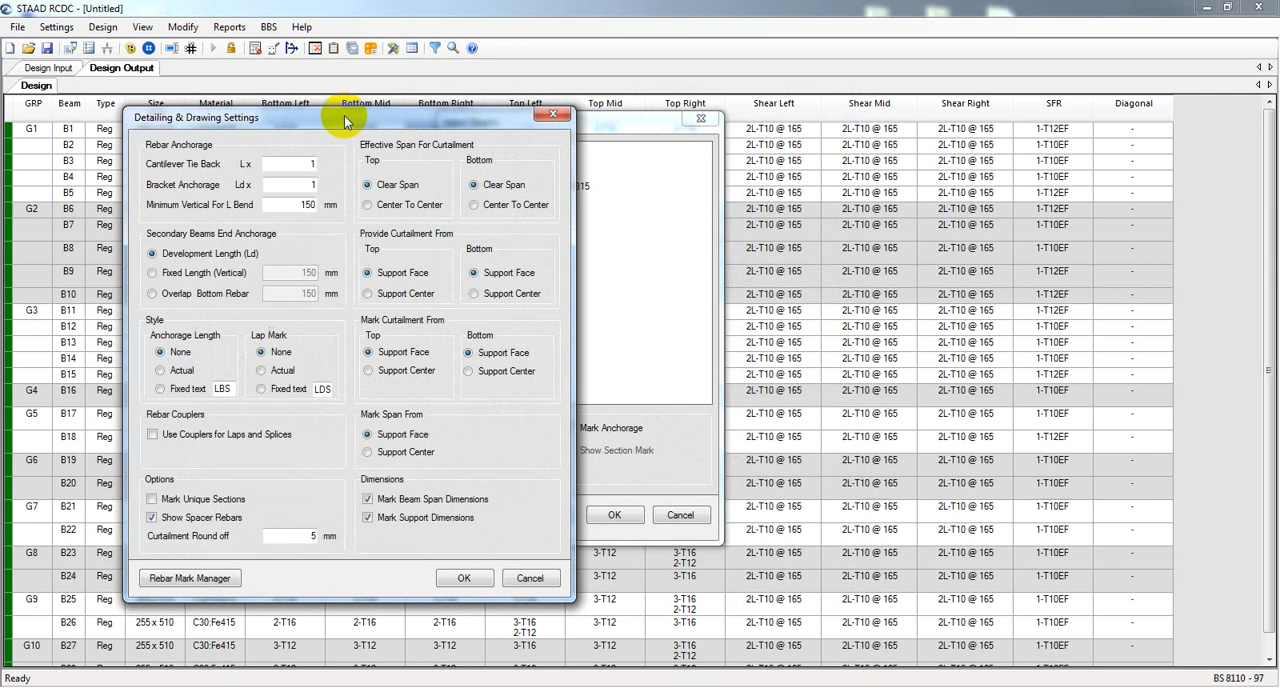 STAAD RCDC - [Untitled]
File Settings Design View Modify Reports BBS Help
Design Input Design Output
Design
GRP Beam Type Size Material Bottom Left Bottom Mid Bottom Right Top Left Top Mid Top Right Shear Left Shear Mid Shear Right SFR Diagonal
Detailing & Drawing Settings
G1 B1 Reg 2L-T10 @ 165 2L-T10 @ 165 2L-T10 @ 165 1-T12EF -
B2 Reg 2L-T10 @ 165 2L-T10 @ 165 2L-T10 @ 165 1-T10EF -
Rebar Anchorage Effective Span For Curtailment
B3 Reg Cantilever Tie Back L x 1 Top Bottom 2L-T10 @ 165 2L-T10 @ 165 2L-T10 @ 165 1-T10EF -
B4 Reg 2L-T10 @ 165 2L-T10 @ 165 2L-T10 @ 165 1-T10EF -
Bracket Anchorage Ld x 1 Clear Span Clear Span
B5 Reg 2L-T10 @ 165 2L-T10 @ 165 2L-T10 @ 165 1-T10EF -
Minimum Vertical For L Bend 150 mm Center To Center Center To Center
G2 B6 Reg 2L-T10 @ 165 2L-T10 @ 165 2L-T10 @ 165 1-T12EF -
B7 Reg 2L-T10 @ 165 2L-T10 @ 165 2L-T10 @ 165 1-T10EF -
Secondary Beams End Anchorage Provide Curtailment From
B8 Reg Development Length (Ld) Top Bottom 2L-T10 @ 165 2L-T10 @ 165 2L-T10 @ 165 1-T10EF -
B9 Reg Fixed Length (Vertical) 150 mm Support Face Support Face 2L-T10 @ 165 2L-T10 @ 165 2L-T10 @ 165 1-T12EF -
B10 Reg Overlap Bottom Rebar 150 mm Support Center Support Center 2L-T10 @ 165 2L-T10 @ 165 2L-T10 @ 165 1-T10EF -
G3 B11 Reg 2L-T10 @ 165 2L-T10 @ 165 2L-T10 @ 165 1-T10EF -
Style Mark Curtailment From
B12 Reg 2L-T10 @ 165 2L-T10 @ 165 2L-T10 @ 165 1-T10EF -
Anchorage Length Lap Mark Top Bottom
B13 Reg 2L-T10 @ 165 2L-T10 @ 165 2L-T10 @ 165 1-T10EF -
None None Support Face Support Face
B14 Reg 2L-T10 @ 165 2L-T10 @ 165 2L-T10 @ 165 1-T10EF -
B15 Reg Actual Actual Support Center Support Center 2L-T10 @ 165 2L-T10 @ 165 2L-T10 @ 165 1-T10EF -
G4 B16 Reg Fixed text LBS Fixed text LDS 2L-T10 @ 165 2L-T10 @ 165 2L-T10 @ 165 1-T10EF -
G5 B17 Reg Rebar Couplers Mark Span From 2L-T10 @ 165 2L-T10 @ 165 2L-T10 @ 165 1-T10EF -
Mark Anchorage
B18 Reg Use Couplers for Laps and Splices Support Face 2L-T10 @ 165 2L-T10 @ 165 2L-T10 @ 165 1-T10EF -
Support Center Show Section Mark
G6 B19 Reg 2L-T10 @ 165 2L-T10 @ 165 2L-T10 @ 165 1-T10EF -
B20 Reg Options Dimensions 2L-T10 @ 165 2L-T10 @ 165 2L-T10 @ 165 1-T10EF -
Mark Unique Sections Mark Beam Span Dimensions
G7 B21 Reg 2L-T10 @ 165 2L-T10 @ 165 2L-T10 @ 165 1-T10EF -
Show Spacer Rebars Mark Support Dimensions OK Cancel
B22 Reg Curtailment Round off 5 mm 2L-T10 @ 165 2L-T10 @ 165 2L-T10 @ 165 1-T10EF -
G8 B23 Reg 3-T12 3-T16 2L-T10 @ 165 2L-T10 @ 165 2L-T10 @ 165 1-T10EF -
2-T12
B24 Reg Rebar Mark Manager OK Cancel 3-T12 3-T16 2L-T10 @ 165 2L-T10 @ 165 2L-T10 @ 165 1-T10EF -
G9 B25 Reg 3-T12 3-T16 2L-T10 @ 165 2L-T10 @ 165 2L-T10 @ 165 1-T10EF -
2-T12
B26 Reg 255 x 510 C30:Fe415 2-T16 2-T16 2-T16 3-T16 3-T12 3-T16 2L-T10 @ 165 2L-T10 @ 165 2L-T10 @ 165 1-T10EF -
2-T12
G10 B27 Reg 255 x 510 C30:Fe415 3-T12 3-T12 3-T12 3-T16 3-T12 3-T16 2L-T10 @ 165 2L-T10 @ 165 2L-T10 @ 165 1-T10EF -
2-T12
Ready BS 8110 - 97